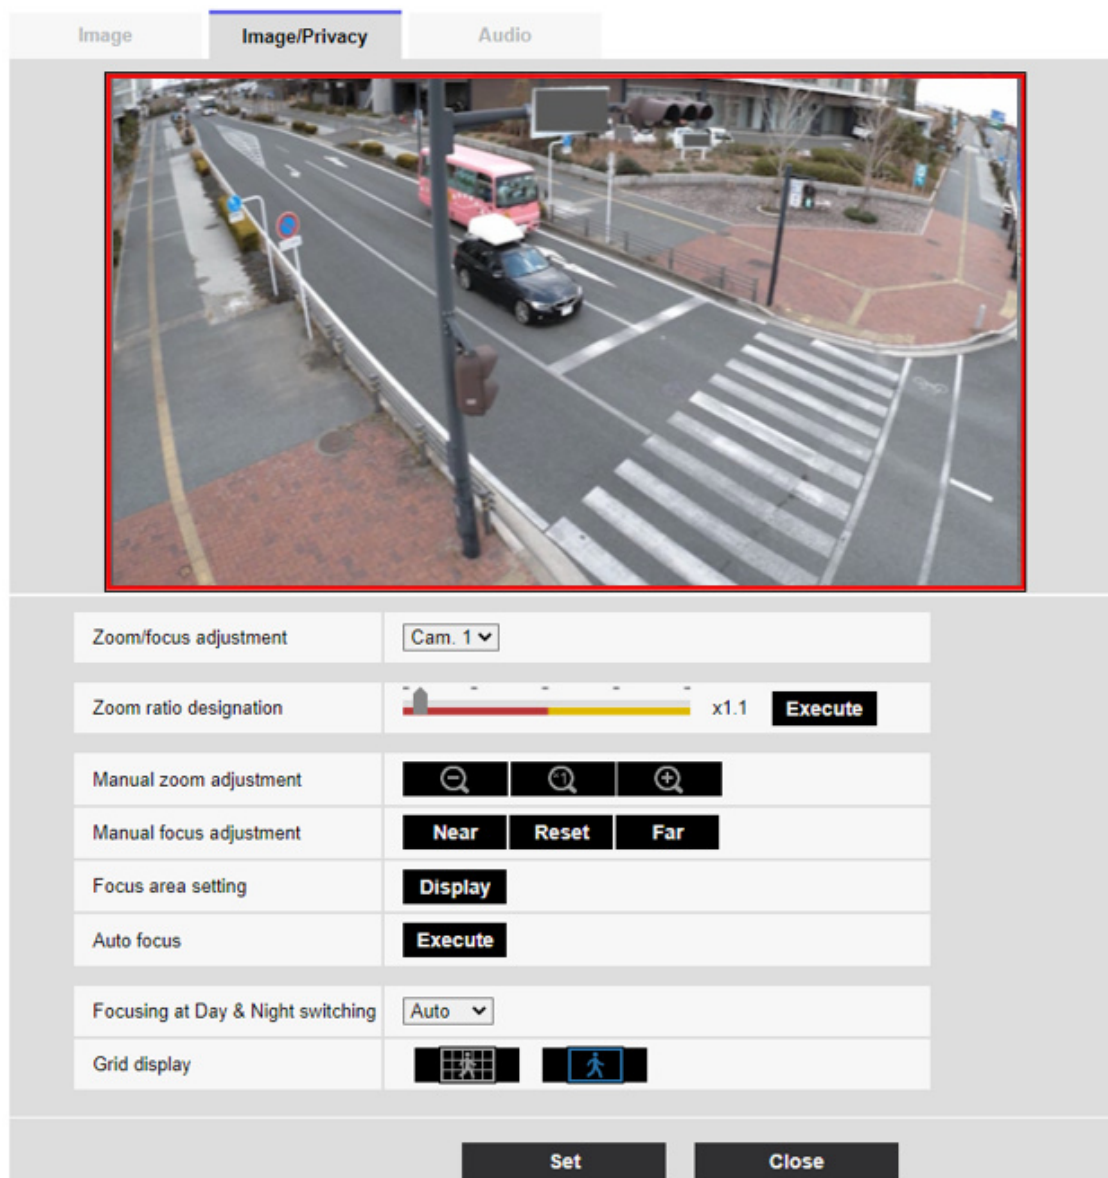 Image Image/Privacy Audio
Zoom/focus adjustment Cam. 1
Zoom ratio designation x1.1 Execute
Manual zoom adjustment
Manual focus adjustment Near Reset Far
Focus area setting Display
Auto focus Execute
Focusing at Day & Night switching Auto
Grid display
Set Close